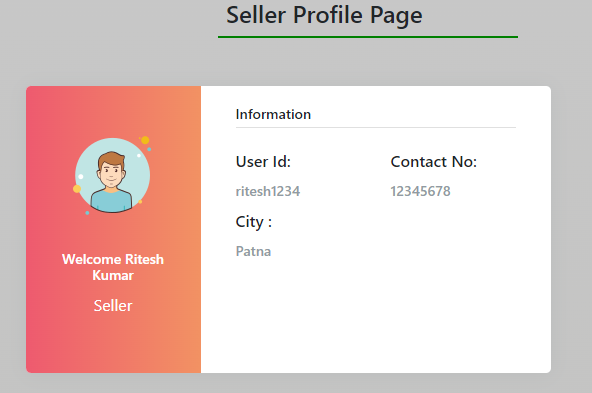 Seller Profile Page
Information
User Id:
Contact No:
ritesh1234
12345678
City :
Patna
Welcome Ritesh
Kumar
Seller